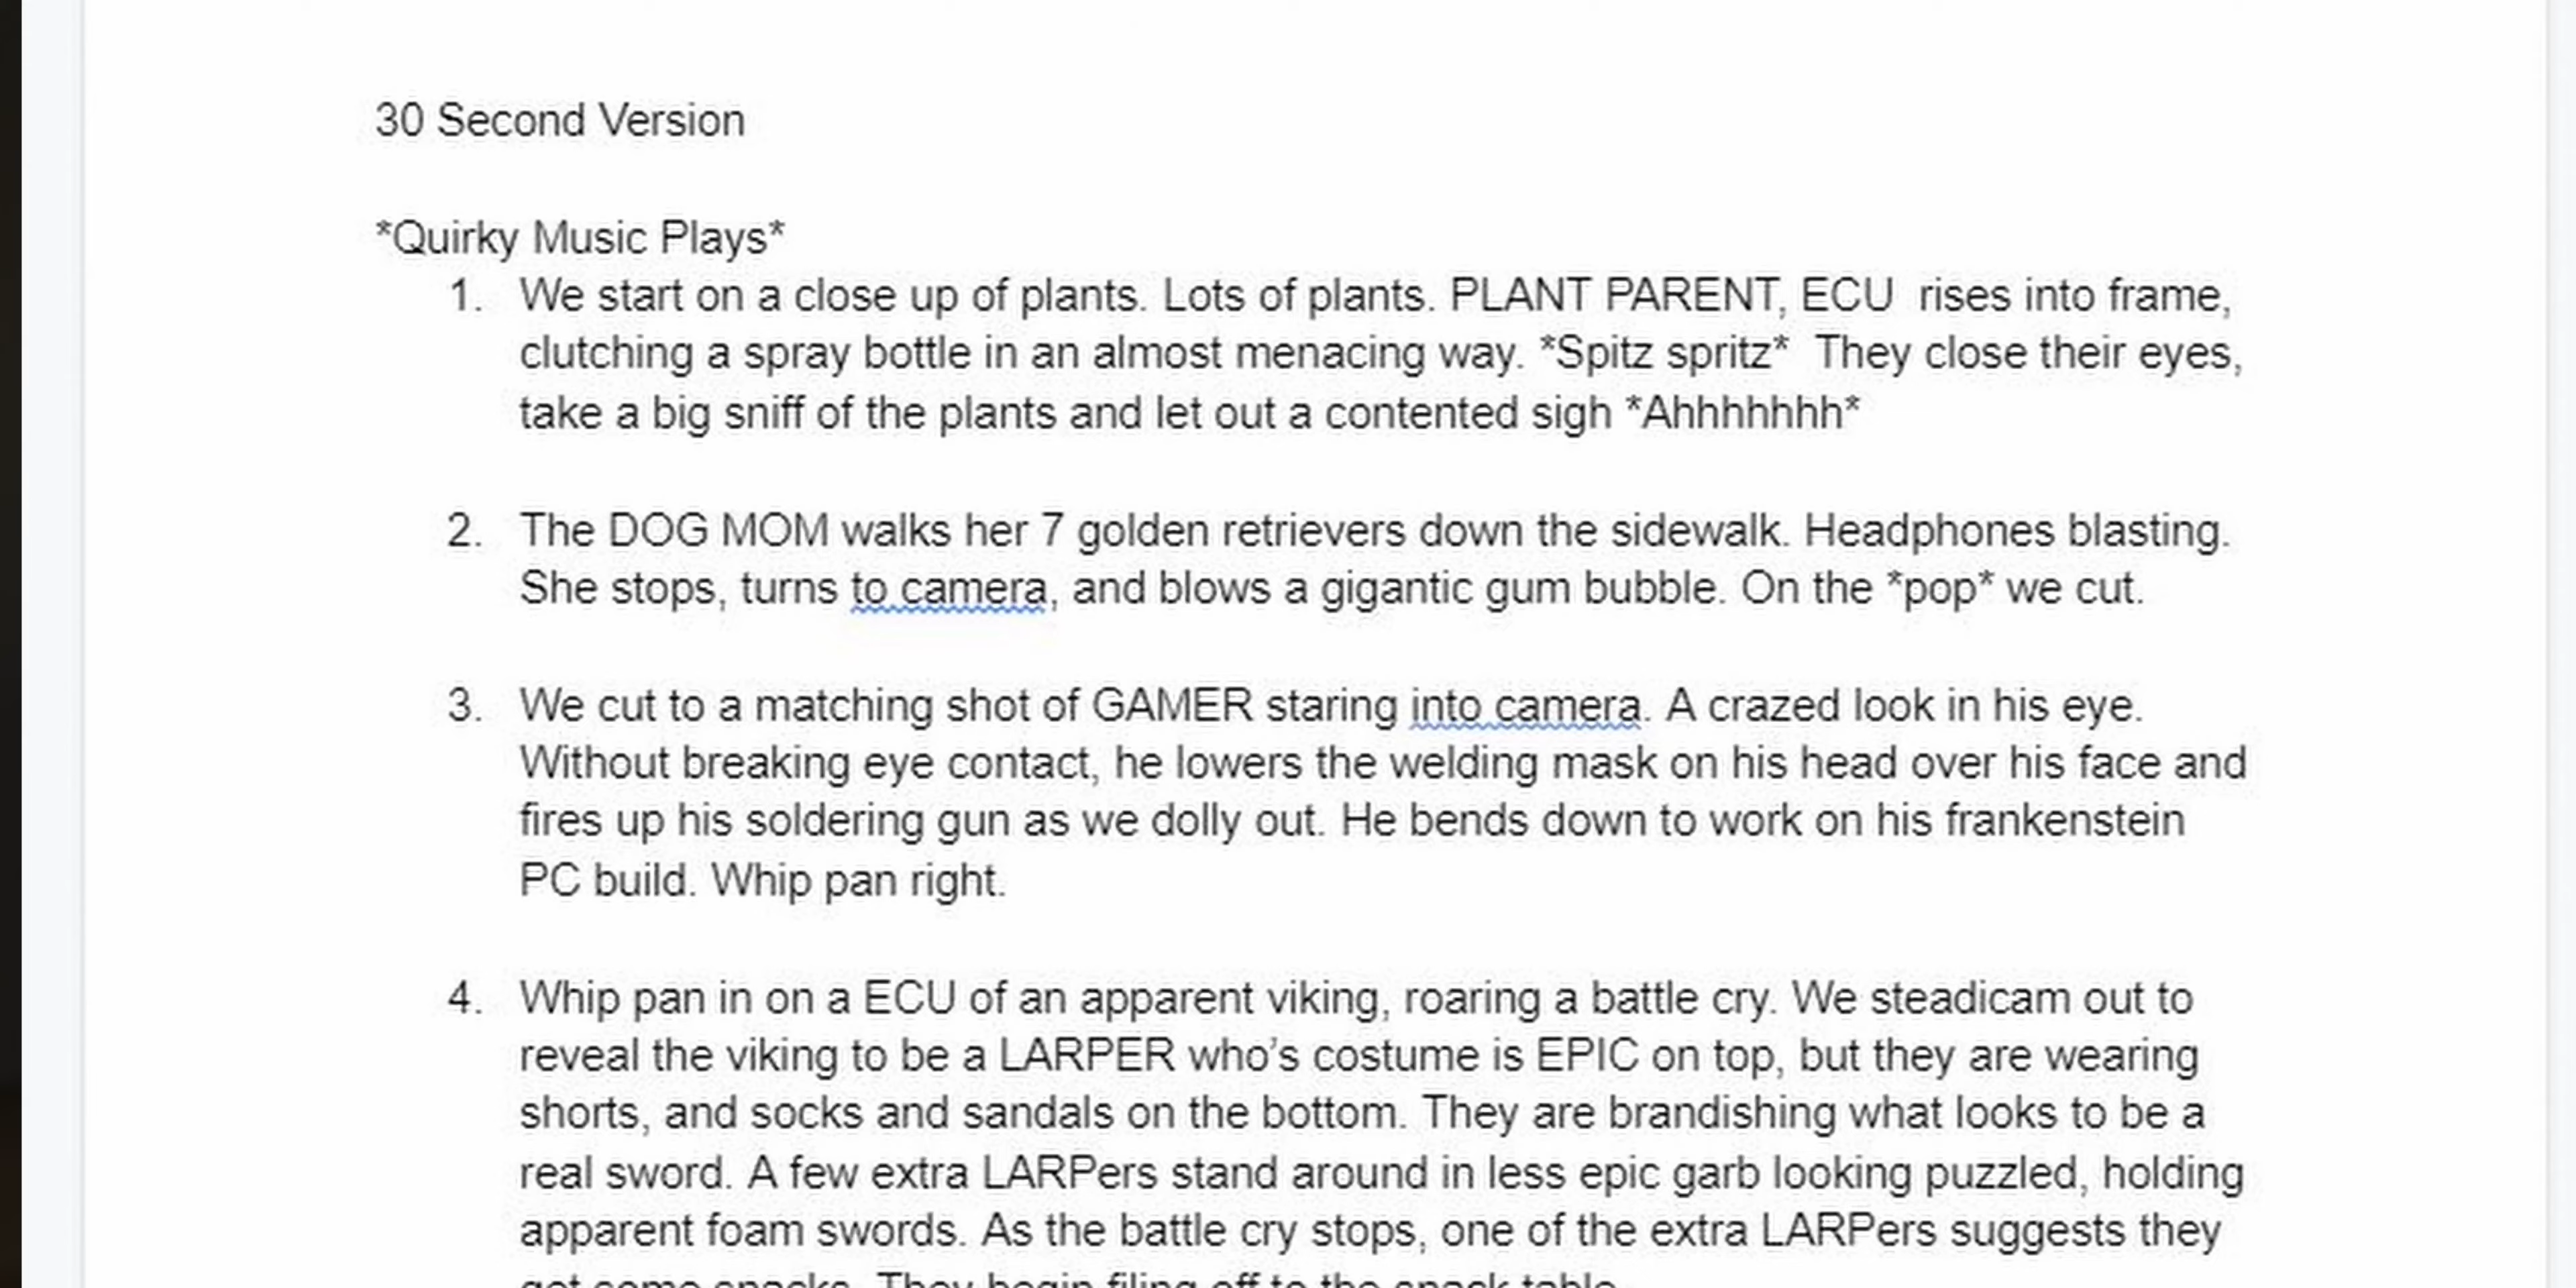 30 Second Version
*Quirky Music Plays*
1. We start on a close up of plants. Lots of plants. PLANT PARENT, ECU  rises into frame,
clutching a spray bottle in an almost menacing way. *Spitz spritz*  They close their eyes,
take a big sniff of the plants and let out a contented sigh *Ahhhhhhh*
2. The DOG MOM walks her 7 golden retrievers down the sidewalk. Headphones blasting.
She stops, turns to camera, and blows a gigantic gum bubble. On the *pop* we cut.
3. We cut to a matching shot of GAMER staring into camera. A crazed look in his eye.
Without breaking eye contact, he lowers the welding mask on his head over his face and
fires up his soldering gun as we dolly out. He bends down to work on his frankenstein
PC build. Whip pan right.
4. Whip pan in on a ECU of an apparent viking, roaring a battle cry. We steadicam out to
reveal the viking to be a LARPER who’s costume is EPIC on top, but they are wearing
shorts, and socks and sandals on the bottom. They are brandishing what looks to be a
real sword. A few extra LARPers stand around in less epic garb looking puzzled, holding
apparent foam swords. As the battle cry stops, one of the extra LARPers suggests they
get some snacks. They begin filing off to the snack table.